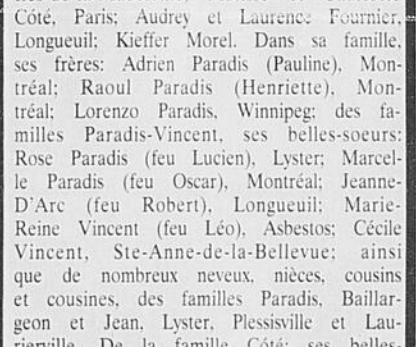 Côté, Paris; Audrey et Laurence Fournier,
Longueuil; Kieffer Morel. Dans sa famille,
ses frères: Adrien Paradis (Pauline), Mon-
tréal; Raoul Paradis (Henriette), Mon-
tréal; Lorenzo Paradis, Winnipeg; des fa-
milles Paradis-Vincent, ses belles-soeurs:
Rose Paradis (feu Lucien), Lyster; Marcel-
le Paradis (feu Oscar), Montréal; Jeanne-
D'Arc (feu Robert), Longueuil; Marie-
Reine Vincent (feu Léo), Asbestos; Cécile
Vincent, Ste-Anne-de-la-Bellevue; ainsi
que de nombreux neveux, nièces, cousins
et cousines, des familles Paradis, Baillar-
geon et Jean, Lyster, Plessisville et Lau-
rierville. De la famille Côté: ses belles-